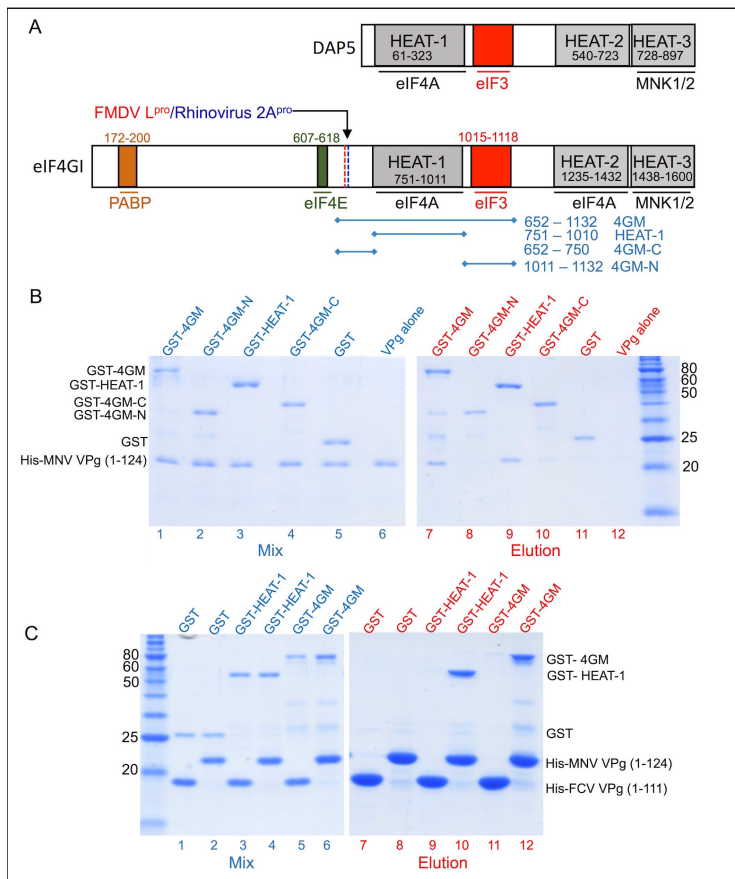 A
DAP5
HEAT-1
61-323
HEAT-2
540-723
HEAT-3
728-897
eIF4A
eIF3
MNK1/2
FMDV Lpro/Rhinovirus 2Apro
172-200
607-618
1015-1118
eIF4GI
HEAT-1
751-1011
HEAT-2
1235-1432
HEAT-3
1438-1600
PABP
eIF4E
eIF4A
eIF3
eIF4A
MNK1/2
652 – 1132 4GM
751 – 1010 HEAT-1
652 – 750 4GM-C
1011 – 1132 4GM-N
B
GST-4GM
GST-4GM-N
GST-HEAT-1
GST-4GM-C
GST
VPg alone
GST-4GM
GST-4GM-N
GST-HEAT-1
GST-4GM-C
GST
VPg alone
GST-4GM
GST-HEAT-1
GST-4GM-C
GST-4GM-N
GST
His-MNV VPg (1-124)
80
60
50
25
20
1 2 3 4 5 6
Mix
7 8 9 10 11 12
Elution
C
GST
GST
GST-HEAT-1
GST-HEAT-1
GST-4GM
GST-4GM
GST
GST
GST-HEAT-1
GST-HEAT-1
GST-4GM
GST-4GM
80
60
50
25
20
GST- 4GM
GST- HEAT-1
GST
His-MNV VPg (1-124)
His-FCV VPg (1-111)
1 2 3 4 5 6
Mix
7 8 9 10 11 12
Elution